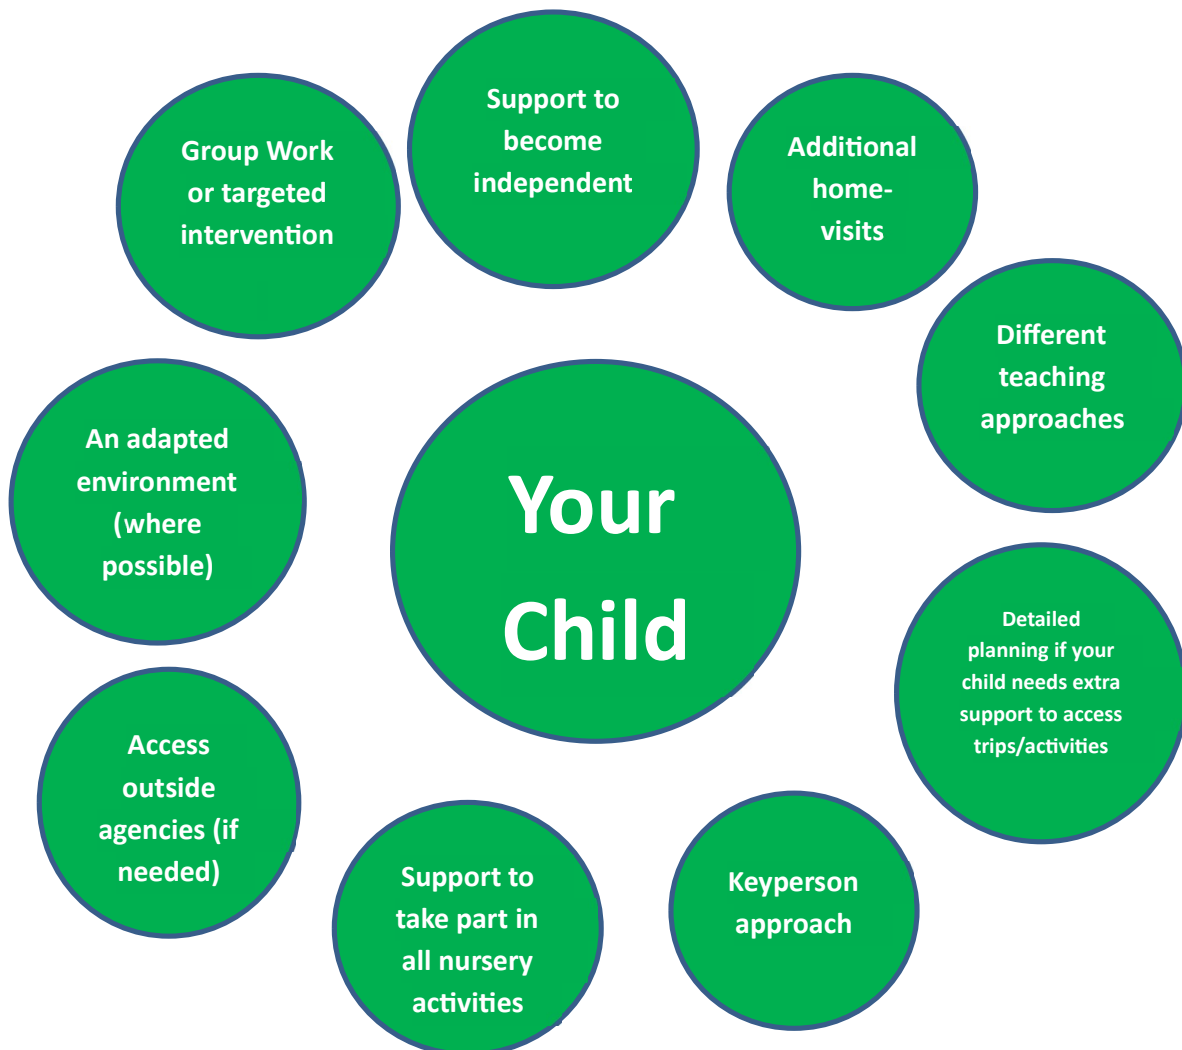 Support to
become
independent
Group Work
or targeted
intervention
Additional
home-
visits
Different
teaching
approaches
An adapted
environment
(where
possible)
Your
Child
Detailed
planning if your
child needs extra
support to access
trips/activities
Access
outside
agencies (if
needed)
Support to
take part in
all nursery
activities
Keyperson
approach